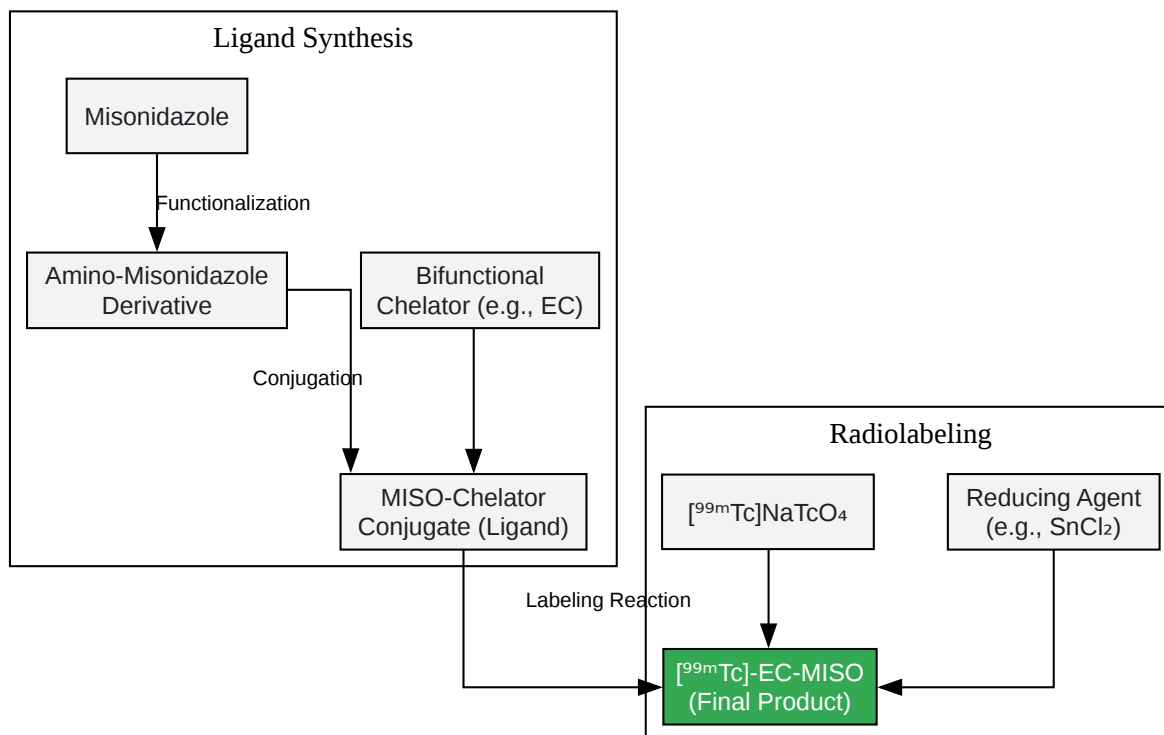 Ligand Synthesis
Misonidazole
Functionalization
Amino-Misonidazole
Derivative
Bifunctional
Chelator (e.g., EC)
Conjugation
MISO-Chelator
Conjugate (Ligand)
Labeling Reaction
Radiolabeling
[⁹⁹ᵐTc]NaTcO₄
Reducing Agent
(e.g., SnCl₂)
[⁹⁹ᵐTc]-EC-MISO
(Final Product)